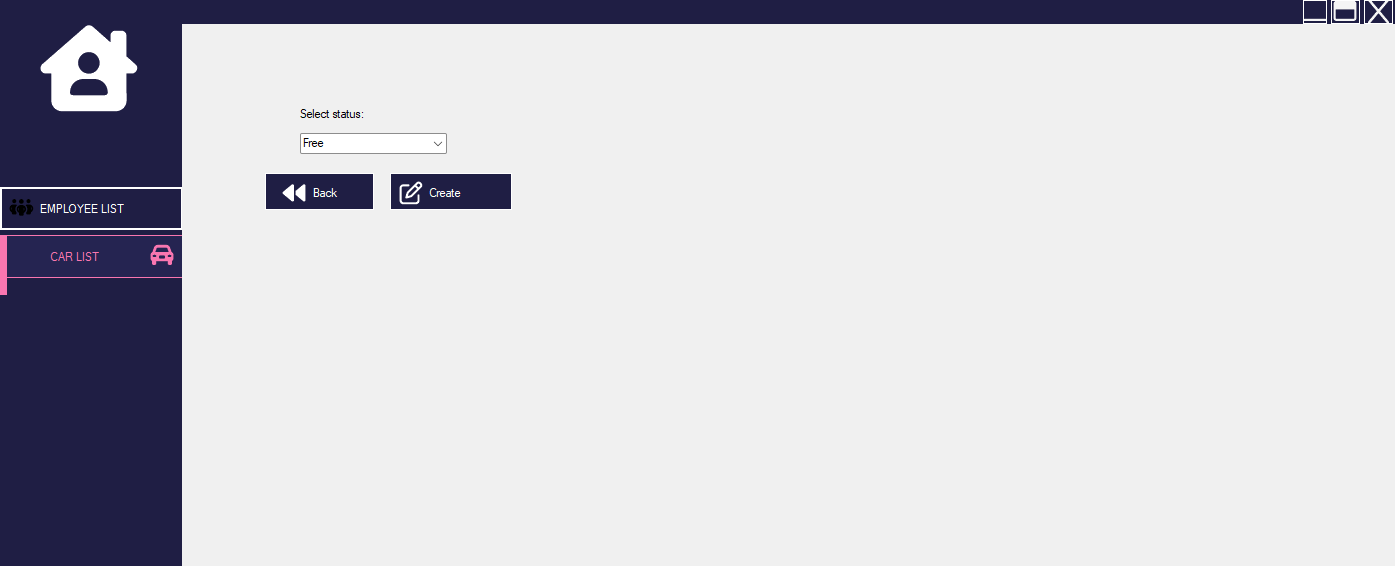 Select status:
Free
Back
Create
EMPLOYEE LIST
CAR LIST